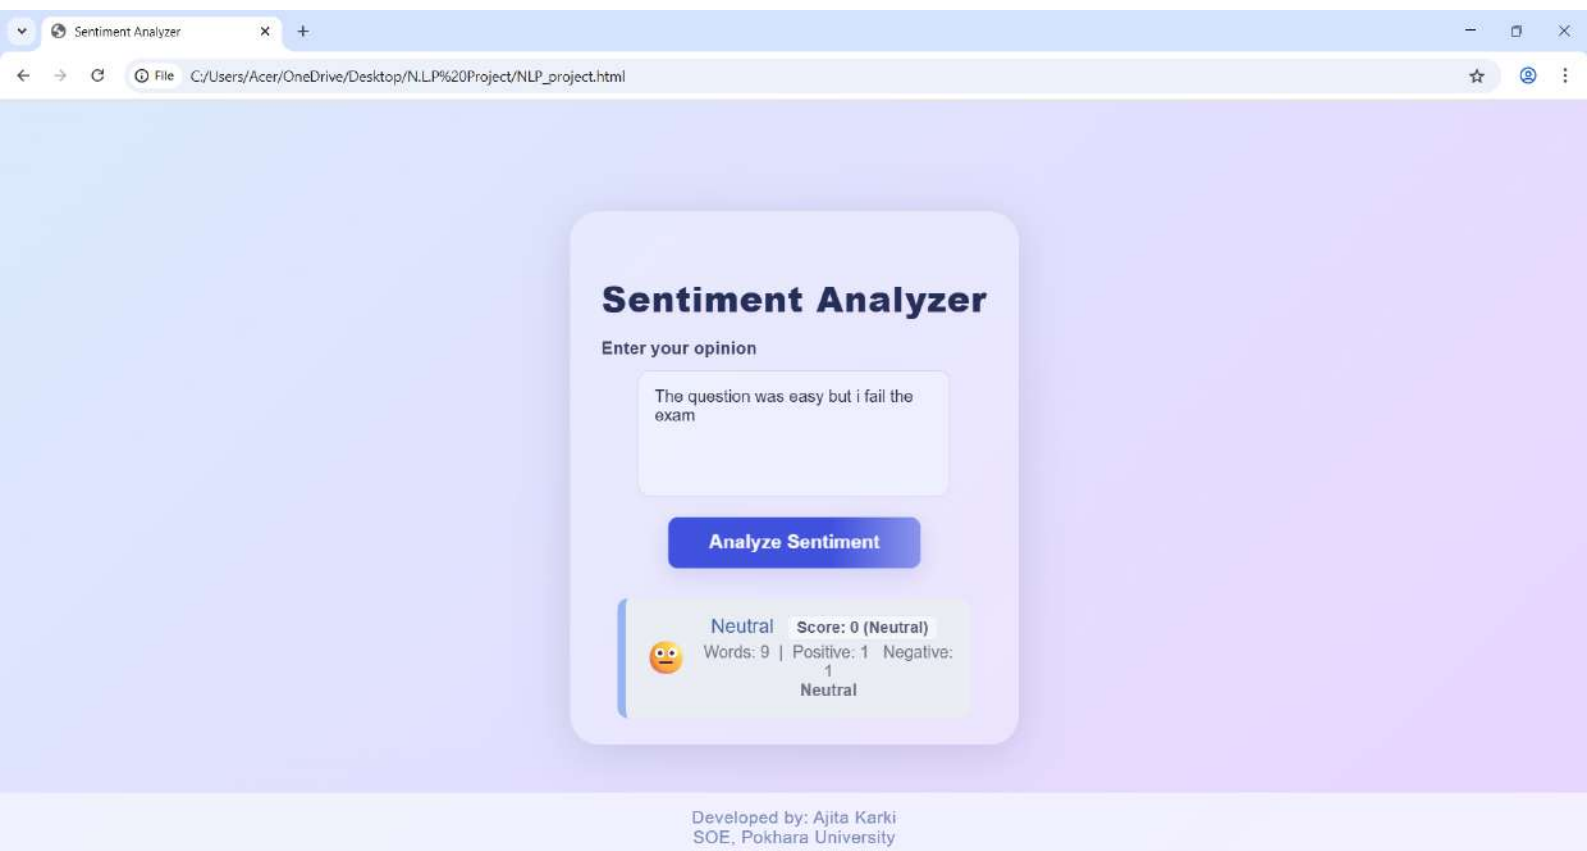 Sentiment Analyzer
File C:/Users/Acer/OneDrive/Desktop/N.L.P%20Project/NLP_project.html
Sentiment Analyzer
Enter your opinion
The question was easy but i fail the
exam
Analyze Sentiment
Neutral Score: 0 (Neutral)
Words: 9 | Positive: 1 Negative:
1
Neutral
Developed by: Ajita Karki
SOE, Pokhara University